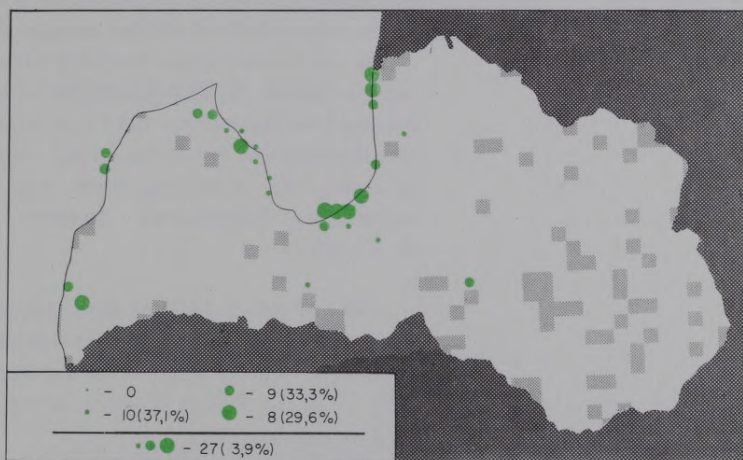 - 0
- 9 (33,3%)
- 10 (37,1%)
- 8 (29,6%)
- 27 (3,9%)